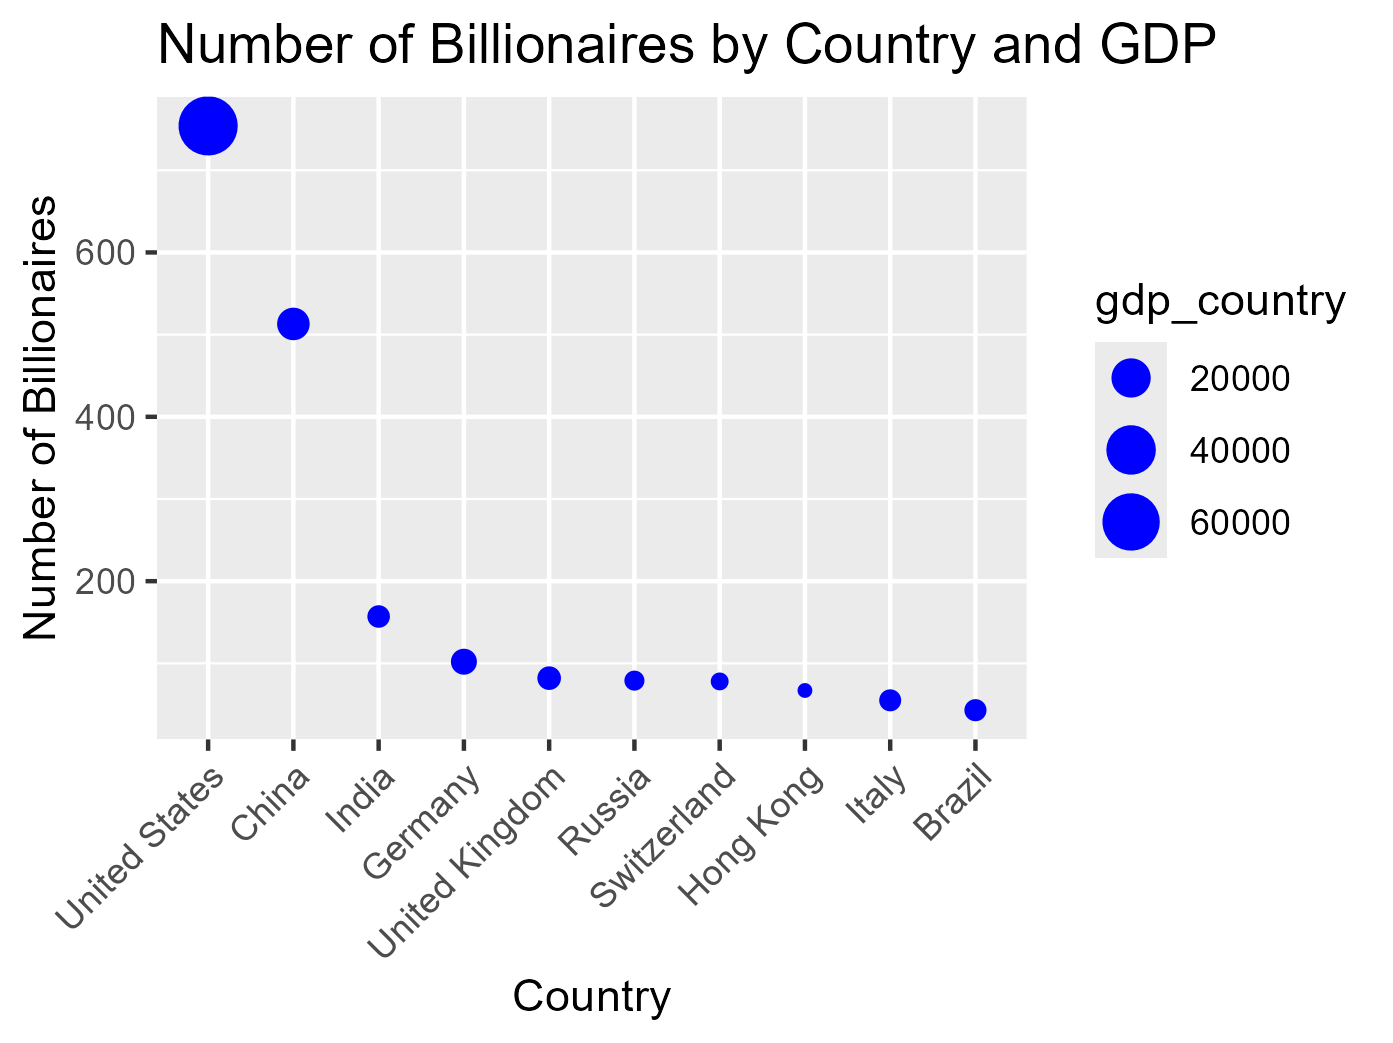 Number of Billionaires by Country and GDP
Number of Billionaires
600
400
200
United States
China
India
Germany
United Kingdom
Russia
Switzerland
Hong Kong
Italy
Brazil
Country
gdp_country
20000
40000
60000